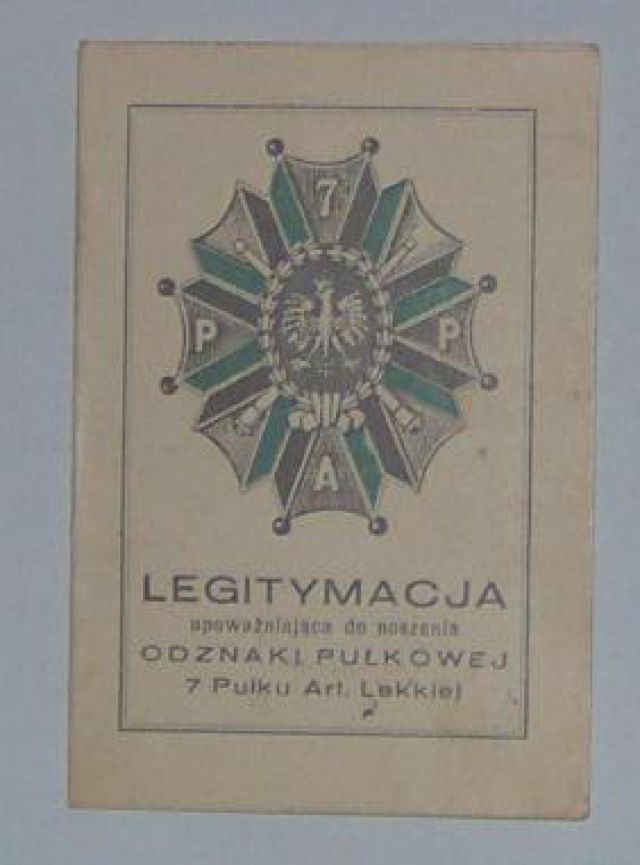 7
P P
A
LEGITYMACJA
upoważniająca do noszenia
ODZNAKI PUŁKOWEJ
7 Pułku Art. Lekkiej